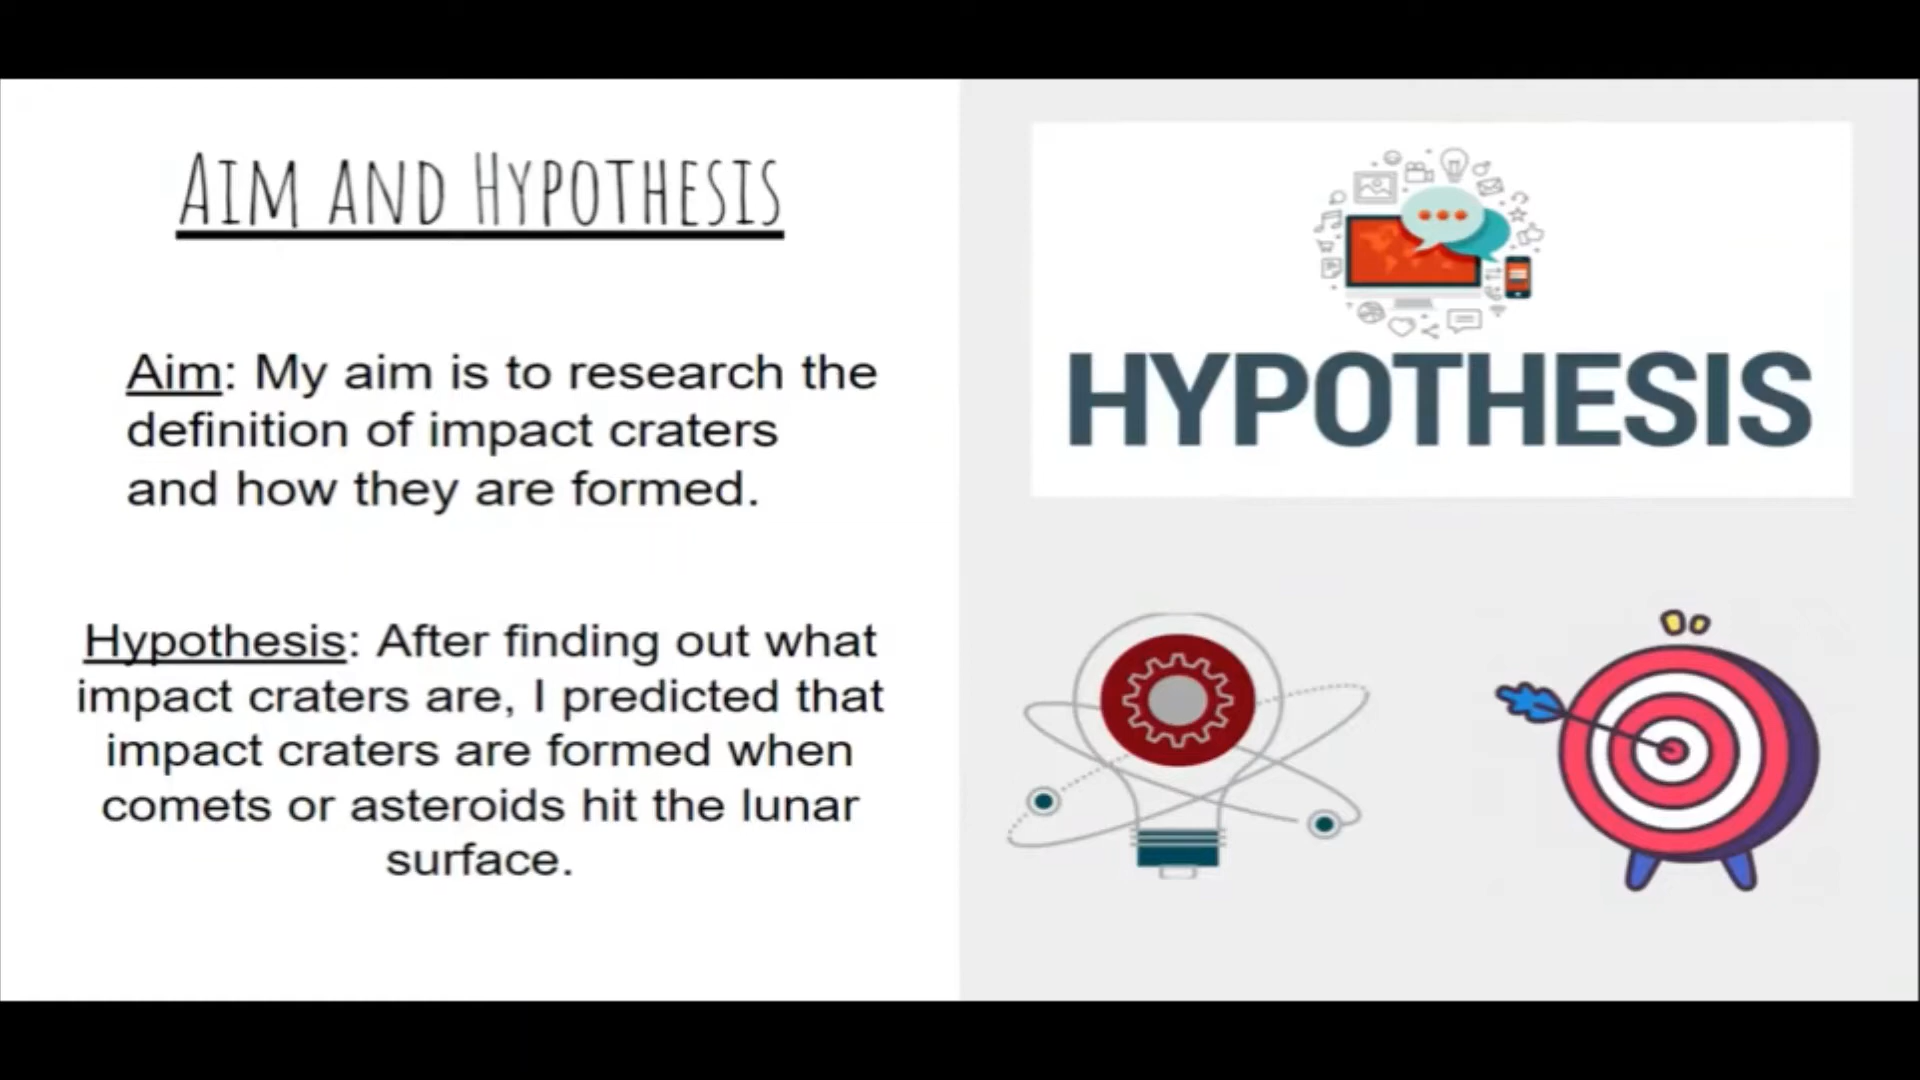 AIM AND HYPOTHESIS
Aim: My aim is to research the
definition of impact craters
and how they are formed.
Hypothesis: After finding out what
impact craters are, I predicted that
impact craters are formed when
comets or asteroids hit the lunar
surface.
HYPOTHESIS